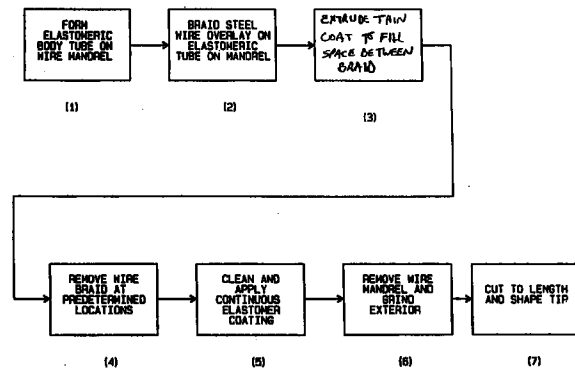 FORM
ELASTOMERIC
BODY TUBE ON
WIRE MANDREL
(1)
BRAID STEEL
WIRE OVERLAY ON
ELASTOMERIC
TUBE ON MANDREL
(2)
EXTRUDE THIN
COAT TO FILL
SPACE BETWEEN
BRAID
(3)
REMOVE WIRE
BRAID AT
PREDETERMINED
LOCATIONS
(4)
CLEAN AND
APPLY
CONTINUOUS
ELASTOMER
COATING
(5)
REMOVE WIRE
MANDREL AND
GRIND
EXTERIOR
(6)
CUT TO LENGTH
AND SHAPE TIP
(7)